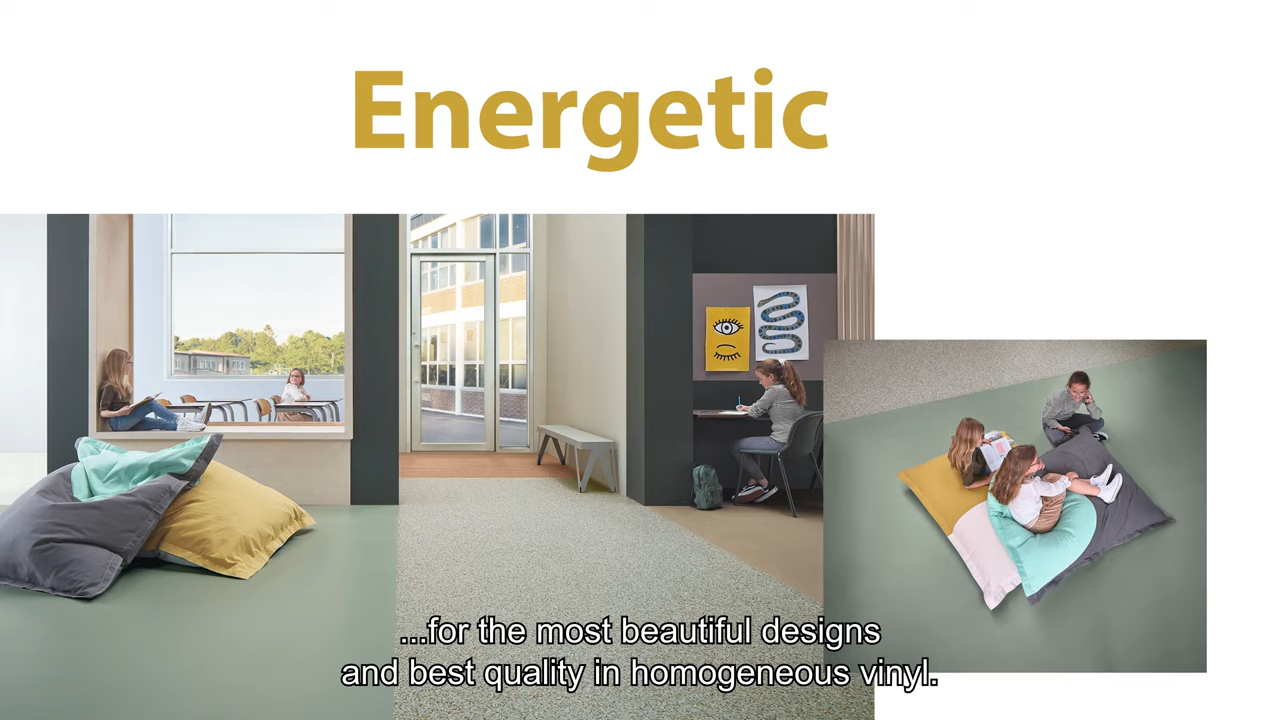 Energetic
...for the most beautiful designs
and best quality in homogeneous vinyl.